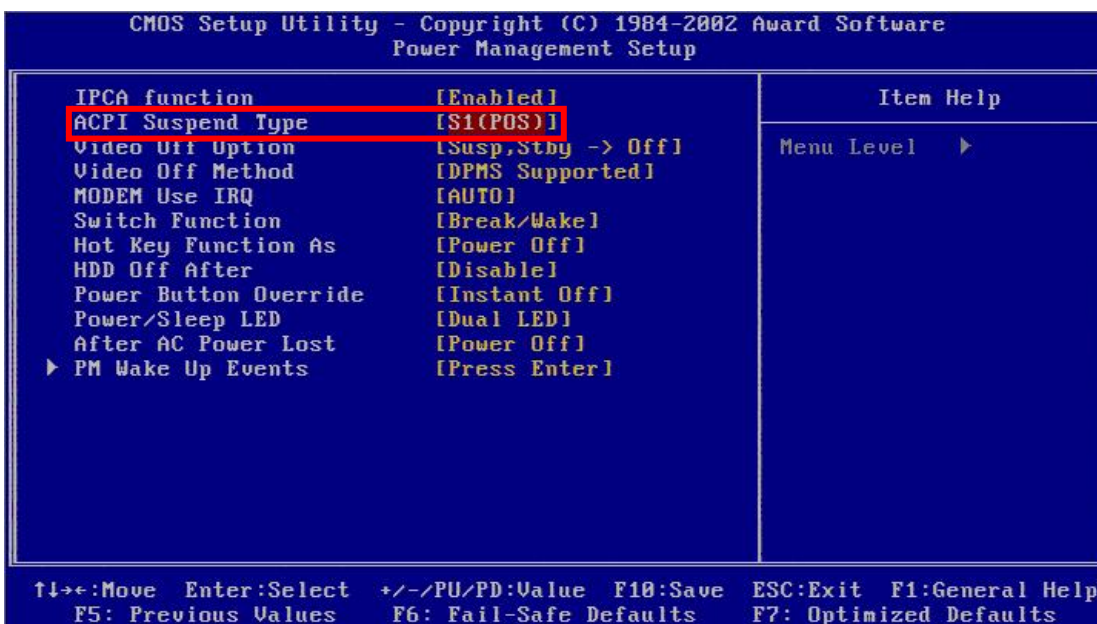 CMOS Setup Utility - Copyright (C) 1984-2002 Award Software
Power Management Setup
IPCA function [Enabled]
ACPI Suspend Type [S1(POS)]
Video Off Option [Susp,Stby -> Off]
Video Off Method [DPMS Supported]
MODEM Use IRQ [AUTO]
Switch Function [Break/Wake]
Hot Key Function As [Power Off]
HDD Off After [Disable]
Power Button Override [Instant Off]
Power/Sleep LED [Dual LED]
After AC Power Lost [Power Off]
▶ PM Wake Up Events [Press Enter]
Item Help
Menu Level ▶
↑↓→←:Move Enter:Select +/-/PU/PD:Value F10:Save ESC:Exit F1:General Help
F5: Previous Values F6: Fail-Safe Defaults F7: Optimized Defaults